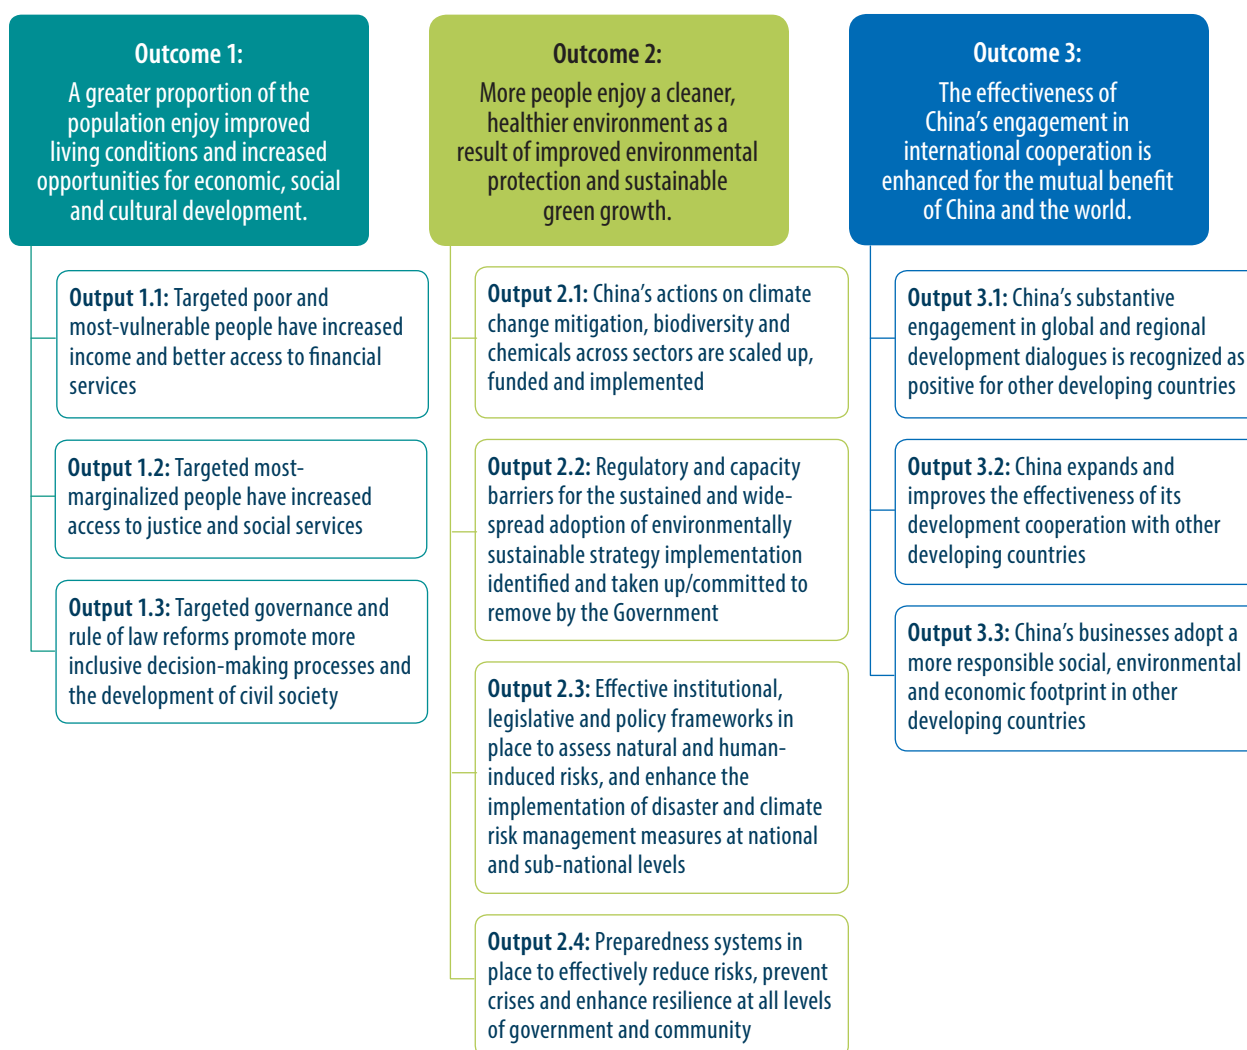 Outcome 1:
A greater proportion of the
population enjoy improved
living conditions and increased
opportunities for economic, social
and cultural development.
Output 1.1: Targeted poor and
most-vulnerable people have increased
income and better access to financial
services
Output 1.2: Targeted most-
marginalized people have increased
access to justice and social services
Output 1.3: Targeted governance and
rule of law reforms promote more
inclusive decision-making processes and
the development of civil society
Outcome 2:
More people enjoy a cleaner,
healthier environment as a
result of improved environmental
protection and sustainable
green growth.
Output 2.1: China’s actions on climate
change mitigation, biodiversity and
chemicals across sectors are scaled up,
funded and implemented
Output 2.2: Regulatory and capacity
barriers for the sustained and wide-
spread adoption of environmentally
sustainable strategy implementation
identified and taken up/committed to
remove by the Government
Output 2.3: Effective institutional,
legislative and policy frameworks in
place to assess natural and human-
induced risks, and enhance the
implementation of disaster and climate
risk management measures at national
and sub-national levels
Output 2.4: Preparedness systems in
place to effectively reduce risks, prevent
crises and enhance resilience at all levels
of government and community
Outcome 3:
The effectiveness of
China’s engagement in
international cooperation is
enhanced for the mutual benefit
of China and the world.
Output 3.1: China’s substantive
engagement in global and regional
development dialogues is recognized as
positive for other developing countries
Output 3.2: China expands and
improves the effectiveness of its
development cooperation with other
developing countries
Output 3.3: China’s businesses adopt a
more responsible social, environmental
and economic footprint in other
developing countries